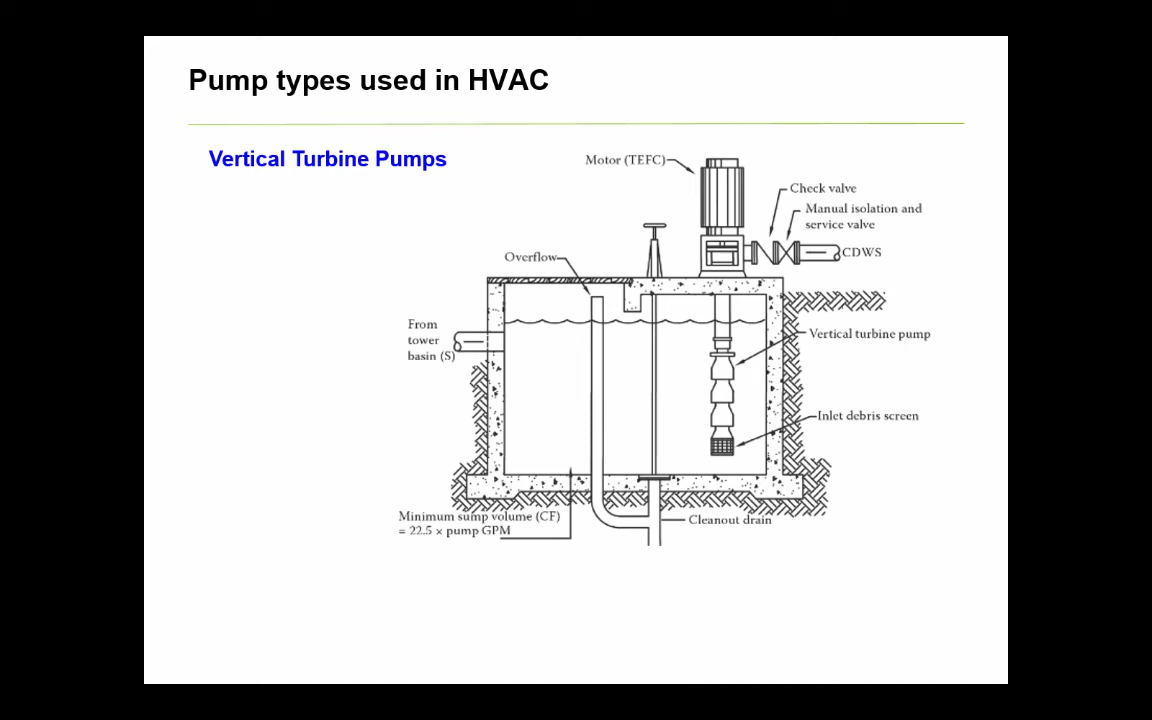 Pump types used in HVAC
Vertical Turbine Pumps
Motor (TEFC)
Check valve
Manual isolation and
service valve
CDWS
Overflow
From
tower
basin (S)
Vertical turbine pump
Inlet debris screen
Minimum sump volume (CF)
= 22.5 × pump GPM
Cleanout drain